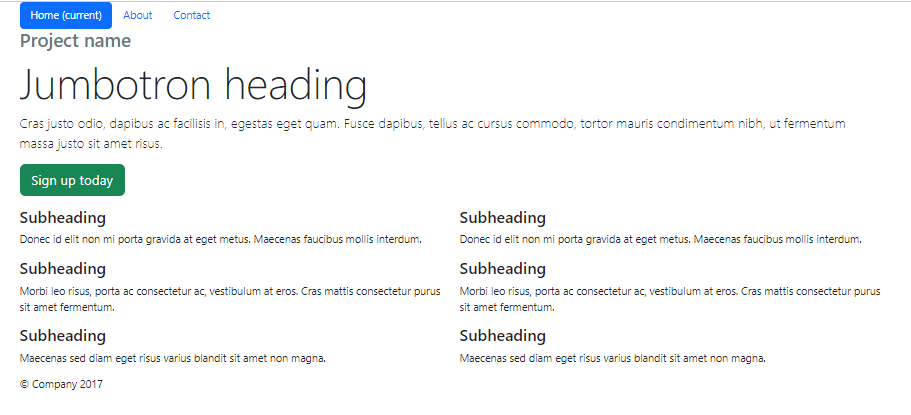 Home (current) About Contact
Project name
Jumbotron heading
Cras justo odio, dapibus ac facilisis in, egestas eget quam. Fusce dapibus, tellus ac cursus commodo, tortor mauris condimentum nibh, ut fermentum
massa justo sit amet risus.
Sign up today
Subheading
Donec id elit non mi porta gravida at eget metus. Maecenas faucibus mollis interdum.
Subheading
Morbi leo risus, porta ac consectetur ac, vestibulum at eros. Cras mattis consectetur purus
sit amet fermentum.
Subheading
Maecenas sed diam eget risus varius blandit sit amet non magna.
Subheading
Donec id elit non mi porta gravida at eget metus. Maecenas faucibus mollis interdum.
Subheading
Morbi leo risus, porta ac consectetur ac, vestibulum at eros. Cras mattis consectetur purus
sit amet fermentum.
Subheading
Maecenas sed diam eget risus varius blandit sit amet non magna.
© Company 2017